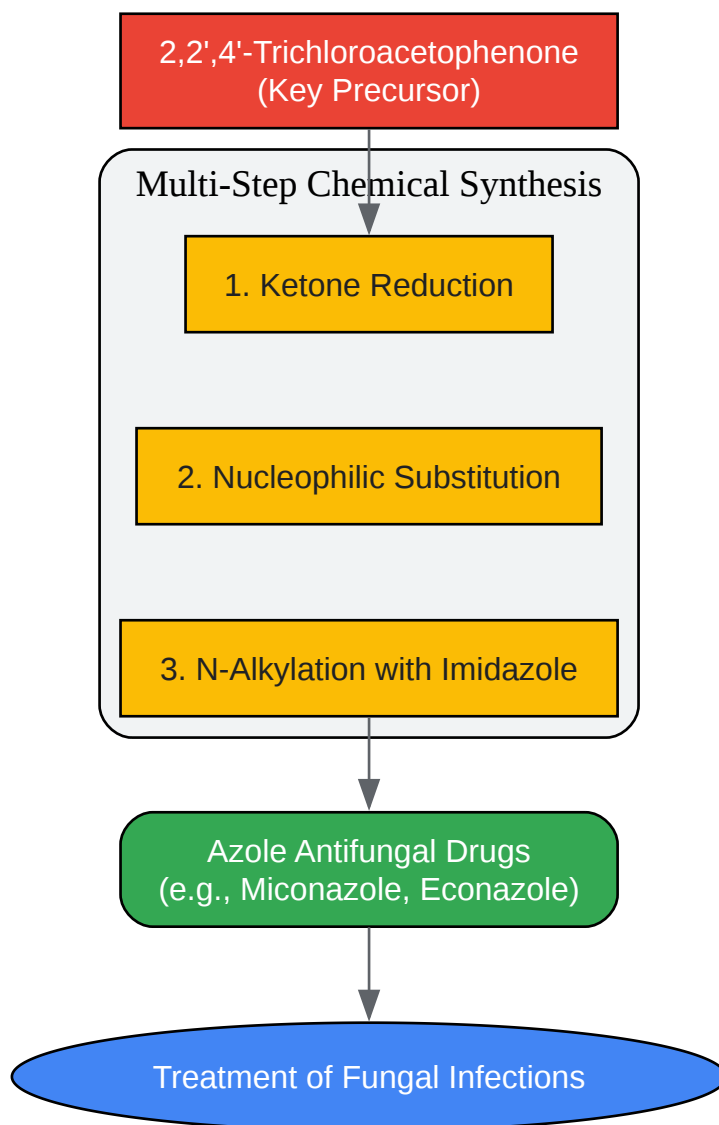 2,2',4'-Trichloroacetophenone
(Key Precursor)
Multi-Step Chemical Synthesis
1. Ketone Reduction
2. Nucleophilic Substitution
3. N-Alkylation with Imidazole
Azole Antifungal Drugs
(e.g., Miconazole, Econazole)
Treatment of Fungal Infections